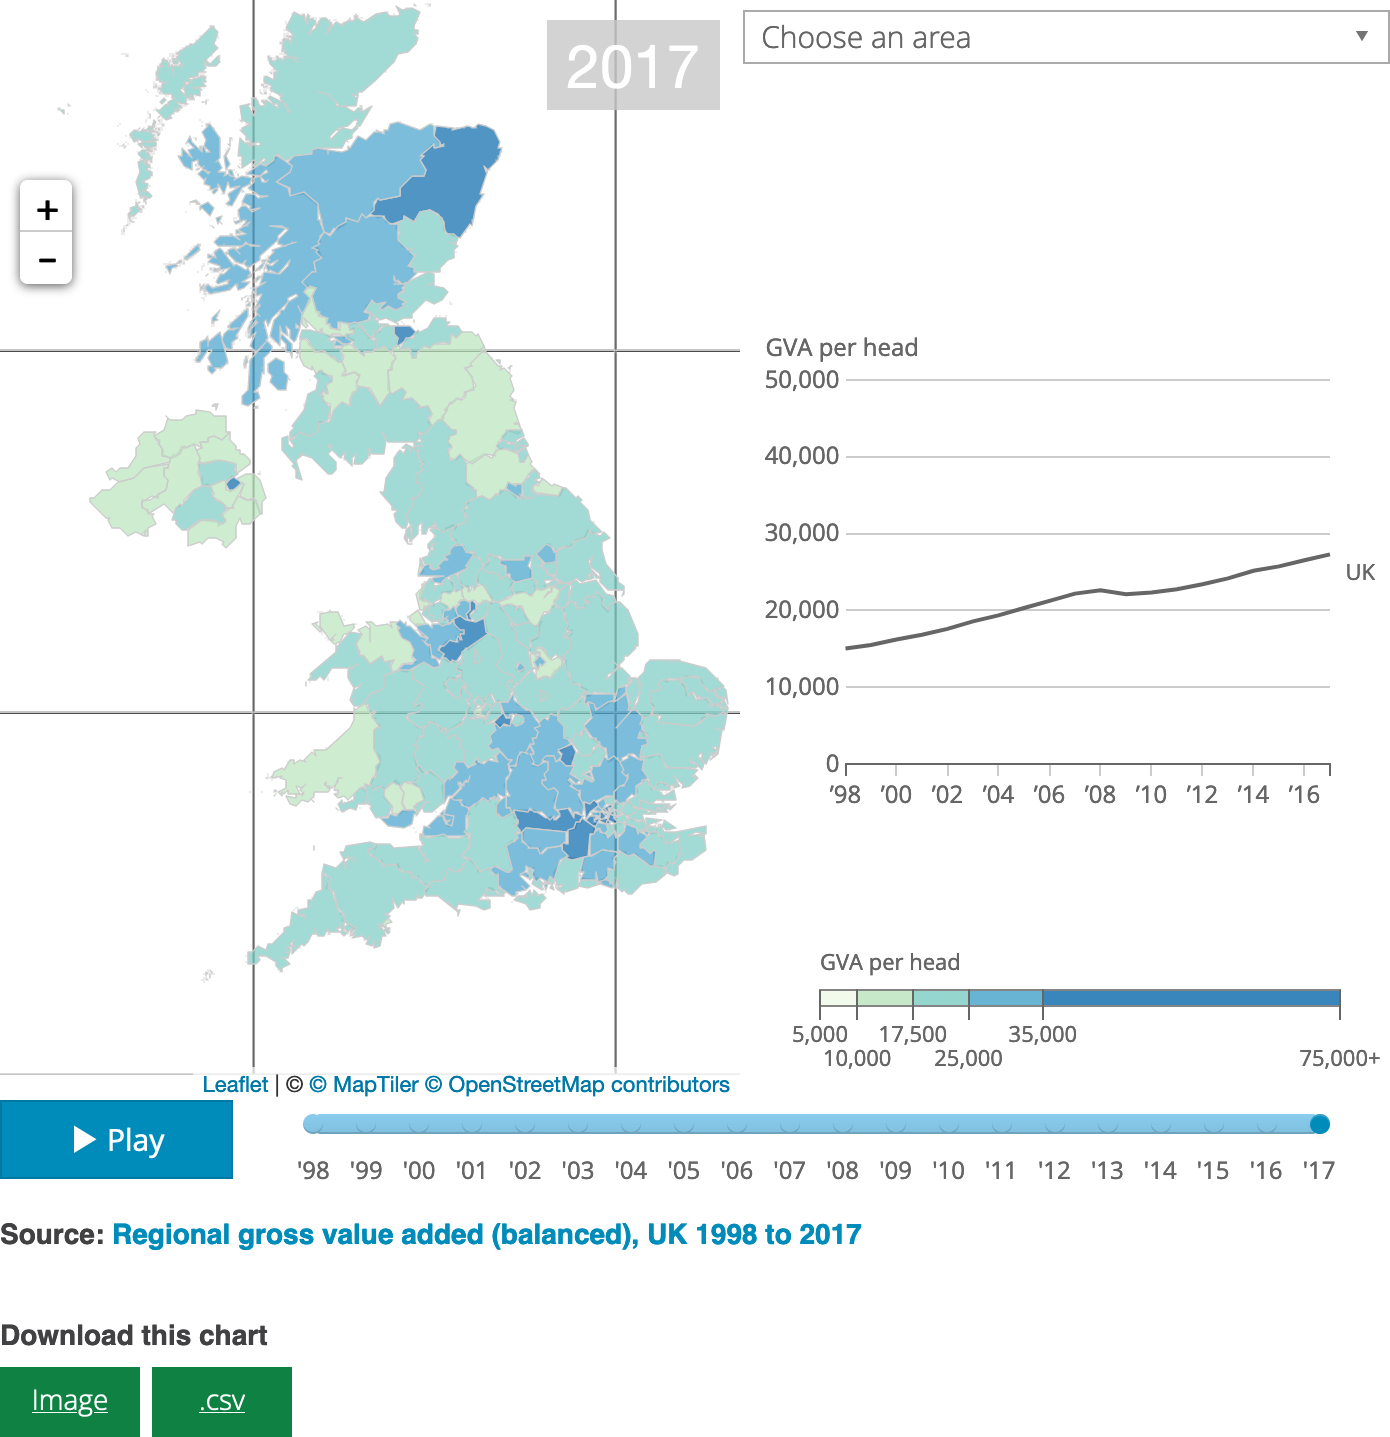 2017
Choose an area
+
−
GVA per head
50,000
40,000
30,000
20,000
10,000
0
UK
'98 '00 '02 '04 '06 '08 '10 '12 '14 '16
GVA per head
5,000 17,500 35,000
10,000 25,000 75,000+
Leaflet | © © MapTiler © OpenStreetMap contributors
Play
'98 '99 '00 '01 '02 '03 '04 '05 '06 '07 '08 '09 '10 '11 '12 '13 '14 '15 '16 '17
Source: Regional gross value added (balanced), UK 1998 to 2017
Download this chart
Image .csv